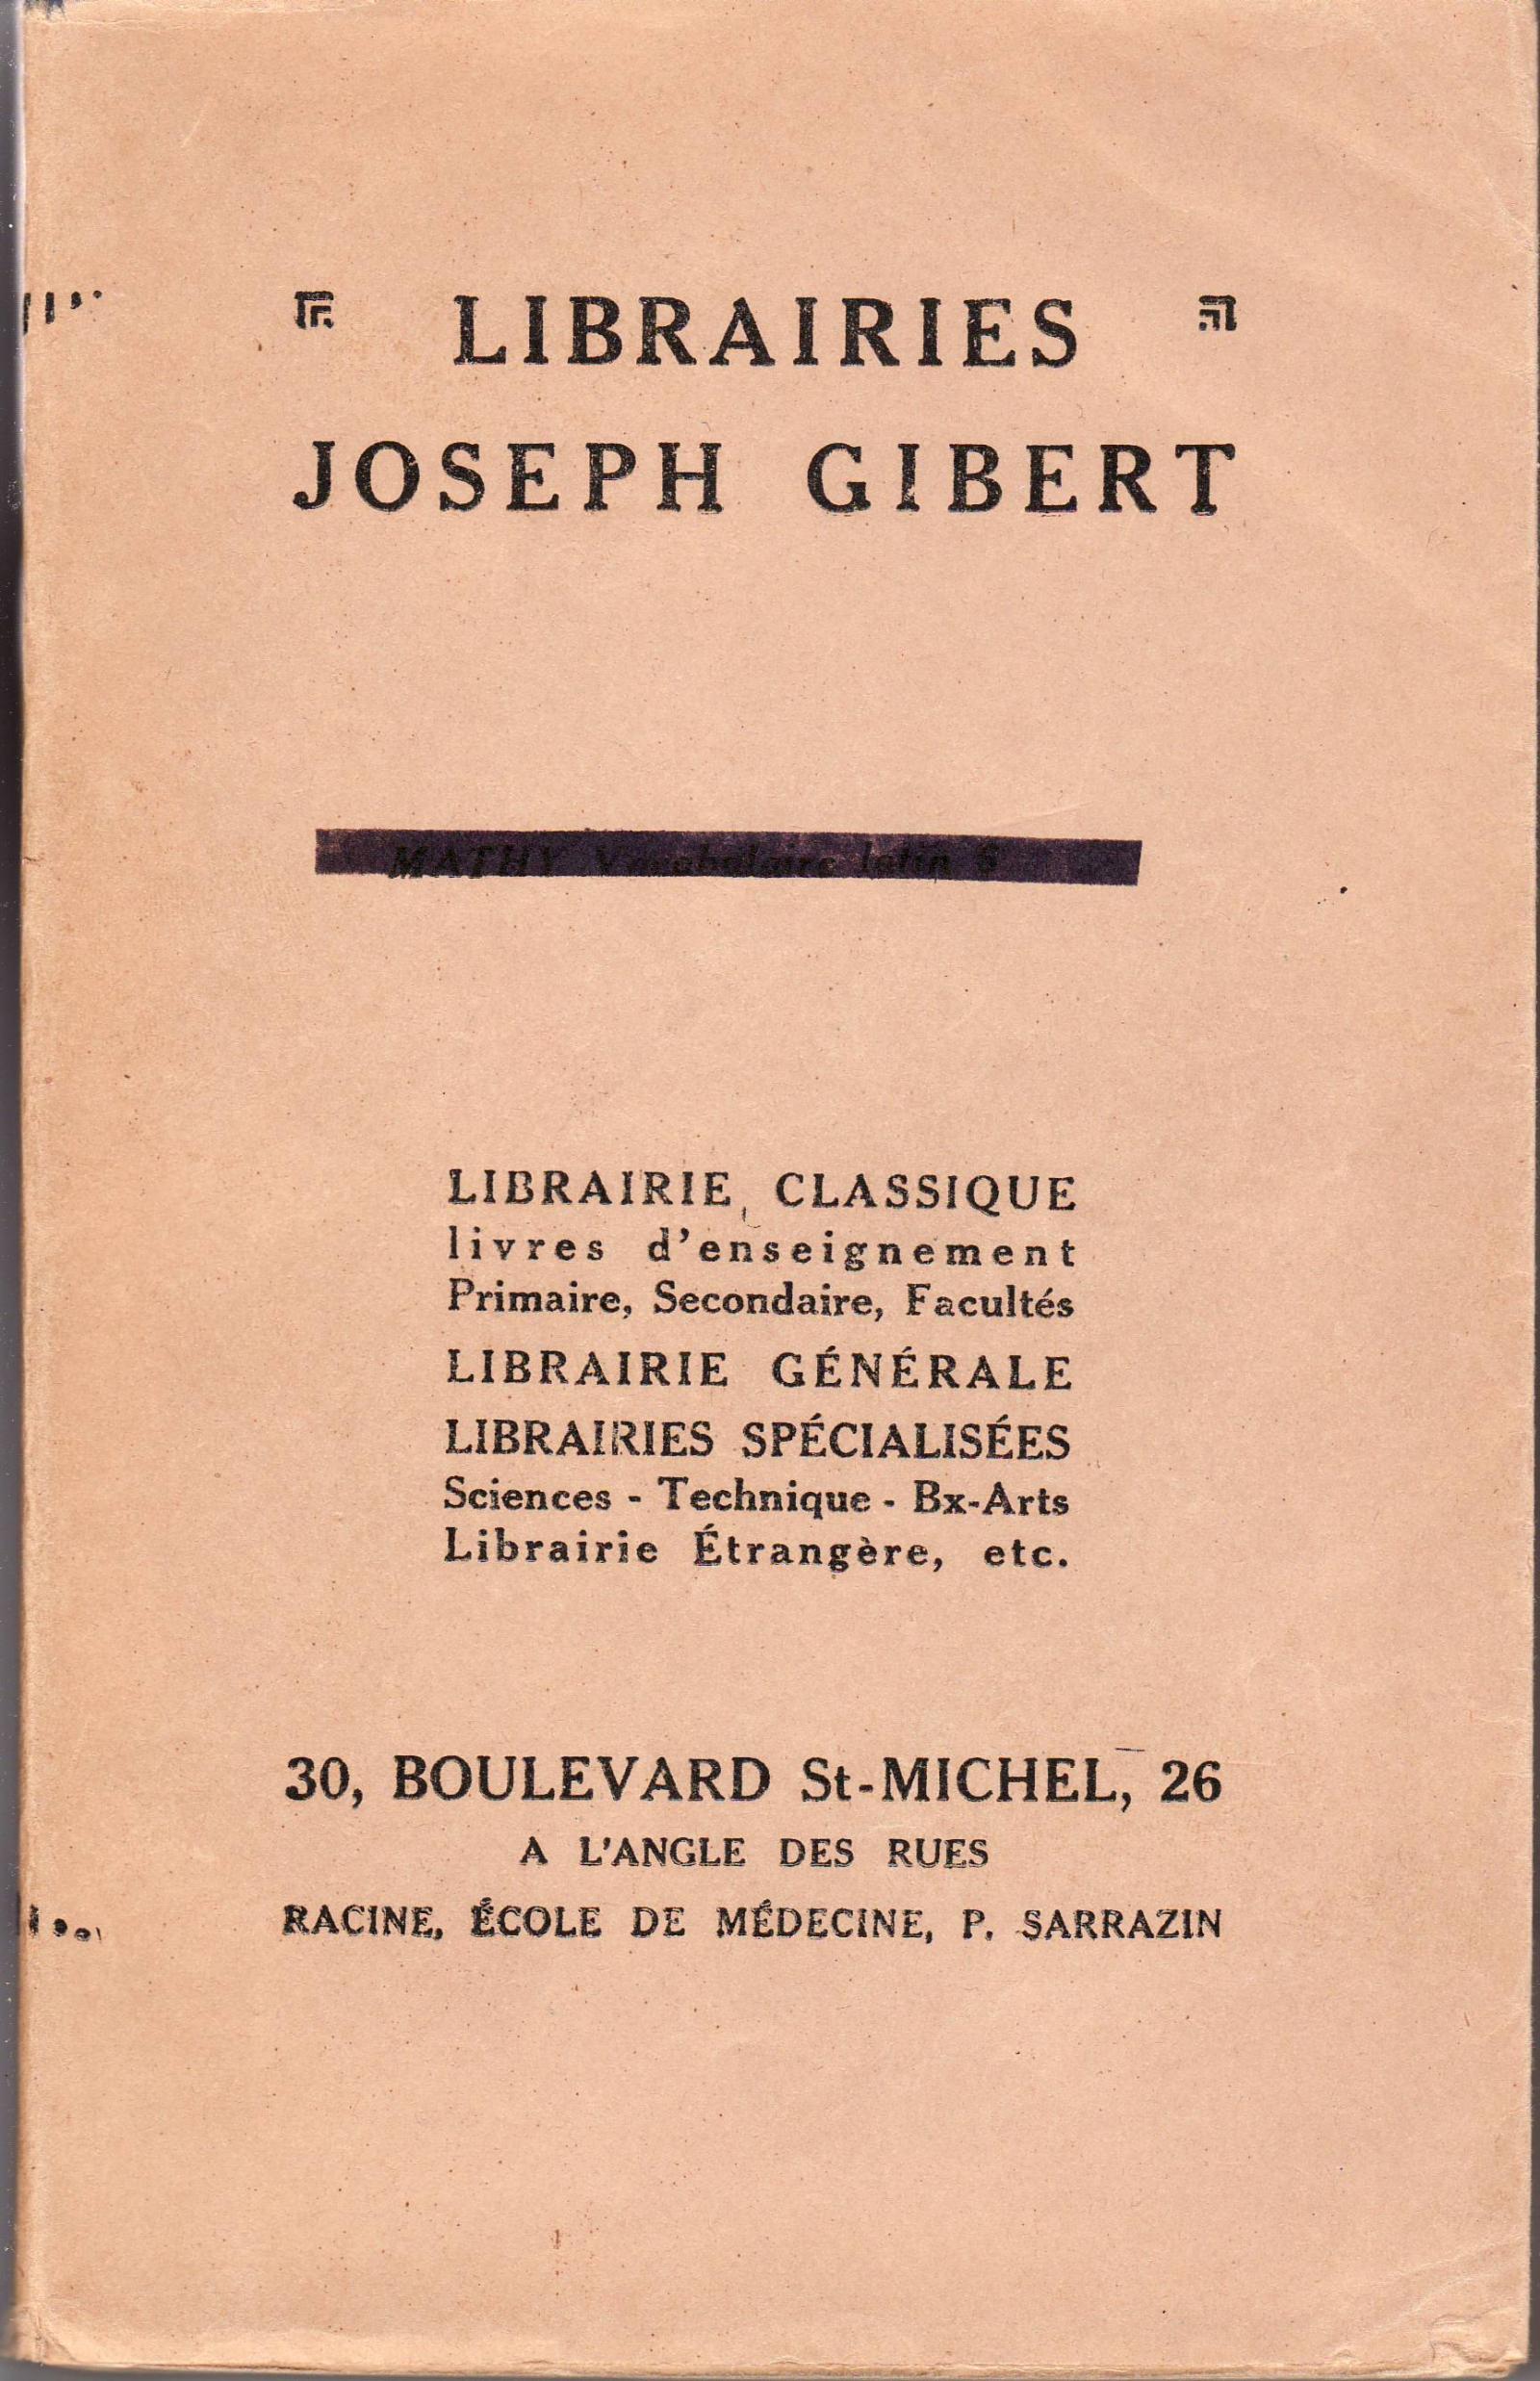 LIBRAIRIES
JOSEPH GIBERT
MATHY Vocabulaire latin 6
LIBRAIRIE CLASSIQUE
livres d'enseignement
Primaire, Secondaire, Facultés
LIBRAIRIE GÉNÉRALE
LIBRAIRIES SPÉCIALISÉES
Sciences - Technique - Bx-Arts
Librairie Étrangère, etc.
30, BOULEVARD St-MICHEL, 26
A L'ANGLE DES RUES
RACINE, ÉCOLE DE MÉDECINE, P. SARRAZIN